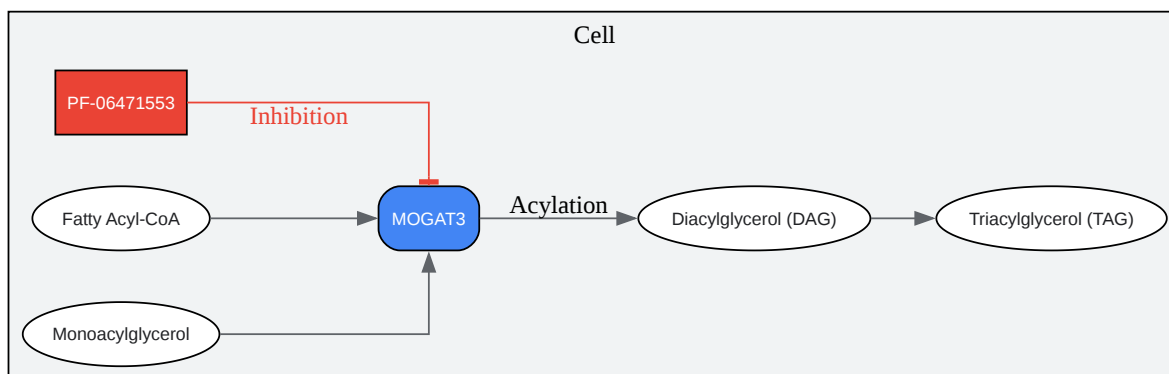 Cell
PF-06471553
Inhibition
Fatty Acyl-CoA
MOGAT3
Acylation
Diacylglycerol (DAG)
Triacylglycerol (TAG)
Monoacylglycerol